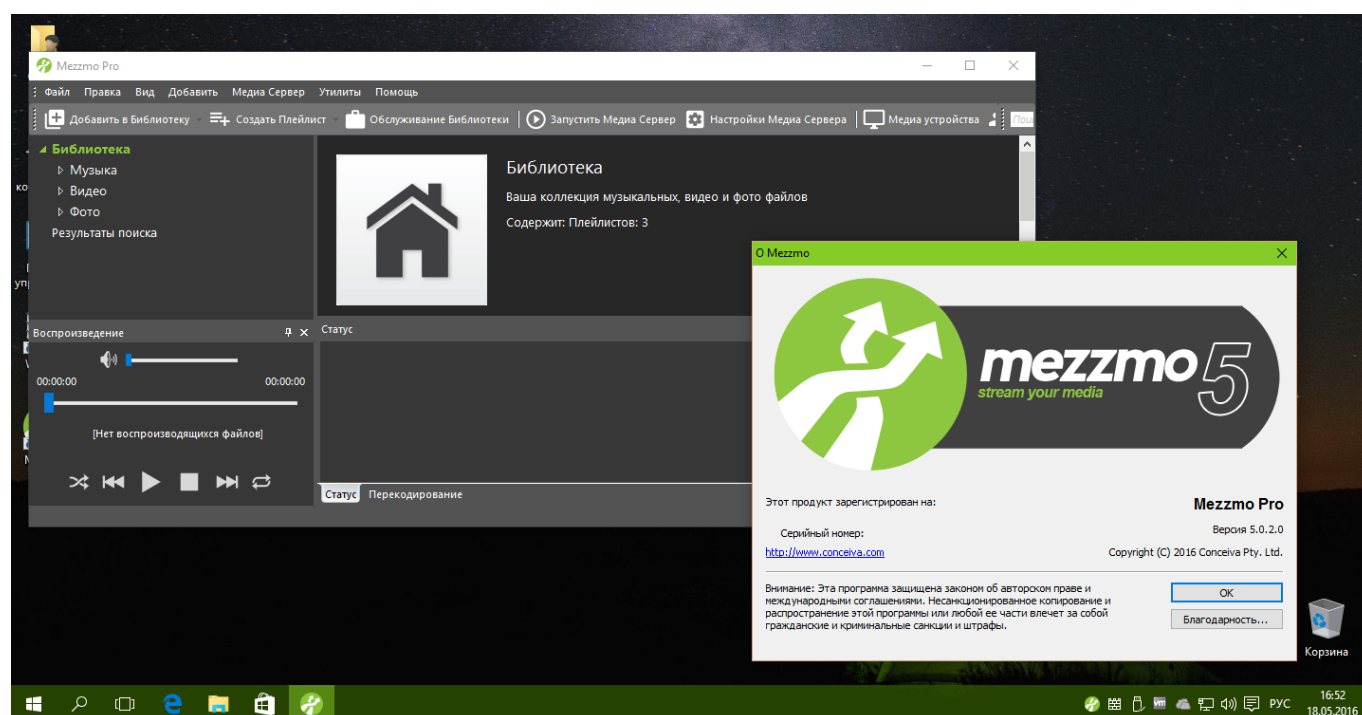 Mezzmo Pro
Файл Правка Вид Добавить Медиа Сервер Утилиты Помощь
Добавить в Библиотеку Создать Плейлист Обслуживание Библиотеки Запустить Медиа Сервер Настройки Медиа Сервера Медиа устройства
Библиотека
Музыка
Видео
Фото
Результаты поиска
Библиотека
Ваша коллекция музыкальных, видео и фото файлов
Содержит: Плейлистов: 3
Воспроизведение
00:00:00 00:00:00
[Нет воспроизводящихся файлов]
Статус
Статус Перекодирование
О Mezzmo
mezzmo 5
stream your media
Этот продукт зарегистрирован на:
Mezzmo Pro
Серийный номер:
Версия 5.0.2.0
http://www.conceiva.com
Copyright (C) 2016 Conceiva Pty. Ltd.
Внимание: Эта программа защищена законом об авторском праве и
международными соглашениями. Несанкционированное копирование и
распространение этой программы или любой ее части влечет за собой
гражданские и криминальные санкции и штрафы.
OK
Благодарность...
Корзина
РУС
16:52
18.05.2016